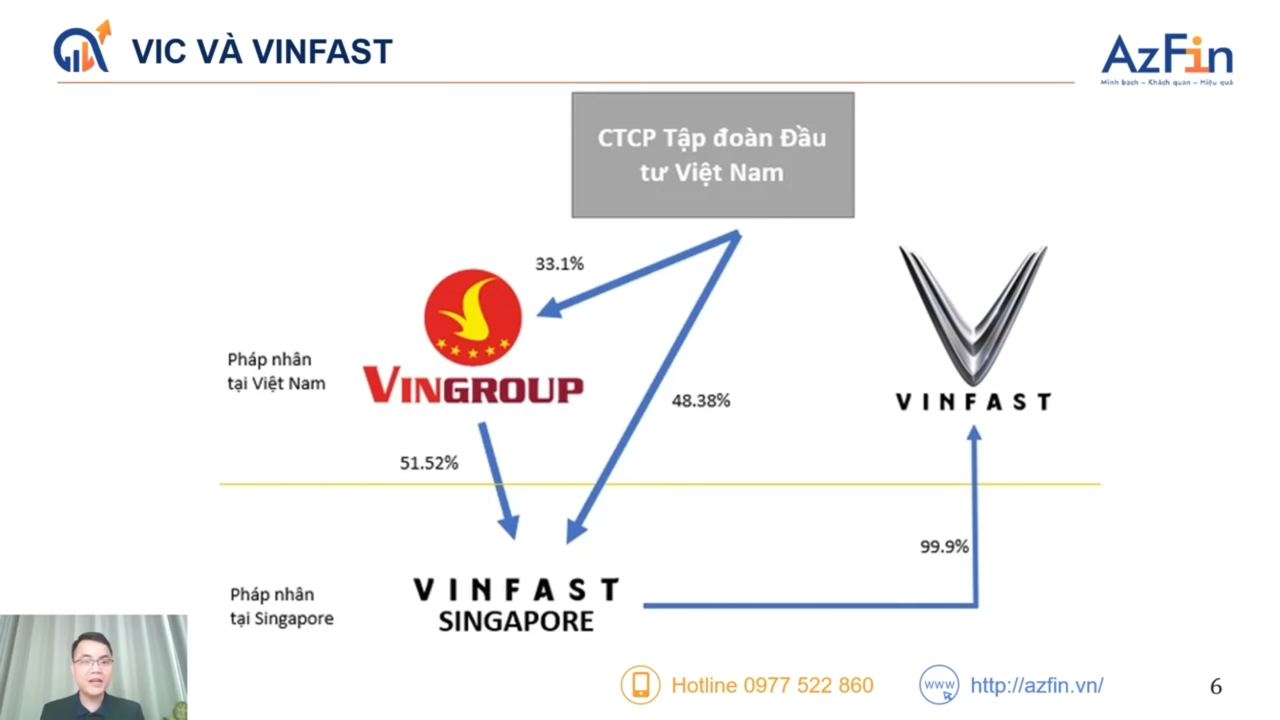 VIC VÀ VINFAST
AzFin
Minh bạch – Khách quan – Hiệu quả
CTCP Tập đoàn Đầu
tư Việt Nam
33.1%
Pháp nhân
tại Việt Nam
VINGROUP
48.38%
VINFAST
51.52%
99.9%
Pháp nhân
tại Singapore
VINFAST
SINGAPORE
Hotline 0977 522 860
www
http://azfin.vn/
6